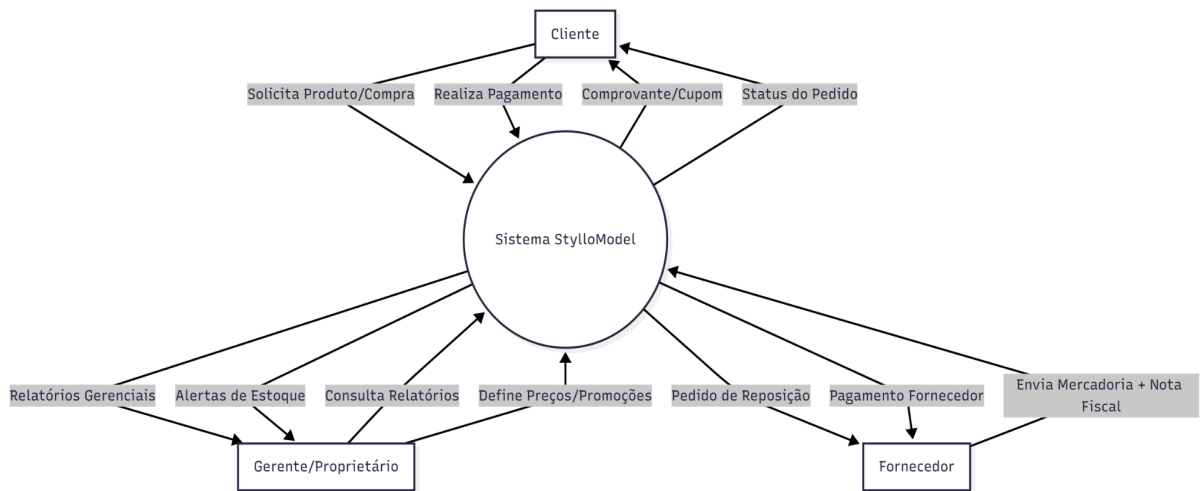 Cliente
Solicita Produto/Compra
Realiza Pagamento
Comprovante/Cupom
Status do Pedido
Sistema StylloModel
Relatórios Gerenciais
Alertas de Estoque
Consulta Relatórios
Define Preços/Promoções
Pedido de Reposição
Pagamento Fornecedor
Envia Mercadoria + Nota
Fiscal
Gerente/Proprietário
Fornecedor